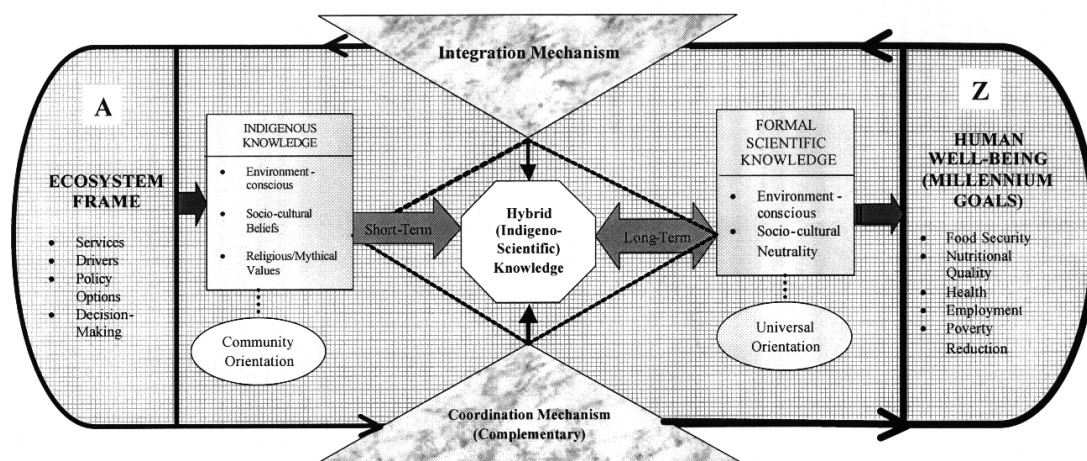 Integration Mechanism
A
ECOSYSTEM
FRAME
• Services
• Drivers
• Policy
Options
• Decision-
Making
INDIGENOUS
KNOWLEDGE
• Environment-
conscious
• Socio-cultural
Beliefs
• Religious/Mythical
Values
Community
Orientation
Short-Term
Hybrid
(Indigeno-
Scientific)
Knowledge
Long-Term
FORMAL
SCIENTIFIC
KNOWLEDGE
• Environment -
conscious
• Socio-cultural
Neutrality
Universal
Orientation
Z
HUMAN
WELL-BEING
(MILLENNIUM
GOALS)
• Food Security
• Nutritional
Quality
• Health
• Employment
• Poverty
Reduction
Coordination Mechanism
(Complementary)